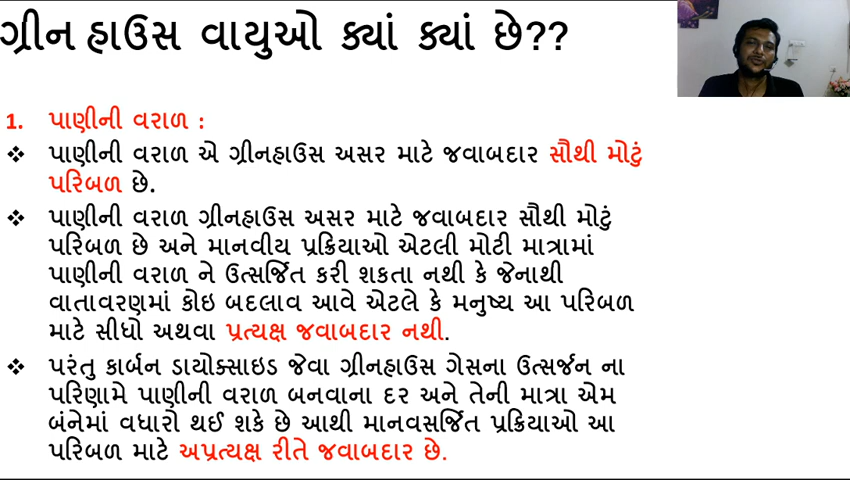 ગ્રીન હાઉસ વાયુઓ ક્યાં ક્યાં છે??
1. પાણીની વરાળ :
❖ પાણીની વરાળ એ ગ્રીનહાઉસ અસર માટે જવાબદાર સૌથી મોટું
પરિબળ છે.
❖ પાણીની વરાળ ગ્રીનહાઉસ અસર માટે જવાબદાર સૌથી મોટું
પરિબળ છે અને માનવીય પ્રક્રિયાઓ એટલી મોટી માત્રામાં
પાણીની વરાળ ને ઉત્સર્જિત કરી શકતા નથી કે જેનાથી
વાતાવરણમાં કોઇ બદલાવ આવે એટલે કે મનુષ્ય આ પરિબળ
માટે સીધો અથવા પ્રત્યક્ષ જવાબદાર નથી.
❖ પરંતુ કાર્બન ડાયોક્સાઇડ જેવા ગ્રીનહાઉસ ગેસના ઉત્સર્જન ના
પરિણામે પાણીની વરાળ બનવાના દર અને તેની માત્રા એમ
બંનેમાં વધારો થઈ શકે છે આથી માનવસર્જિત પ્રક્રિયાઓ આ
પરિબળ માટે અપ્રત્યક્ષ રીતે જવાબદાર છે.